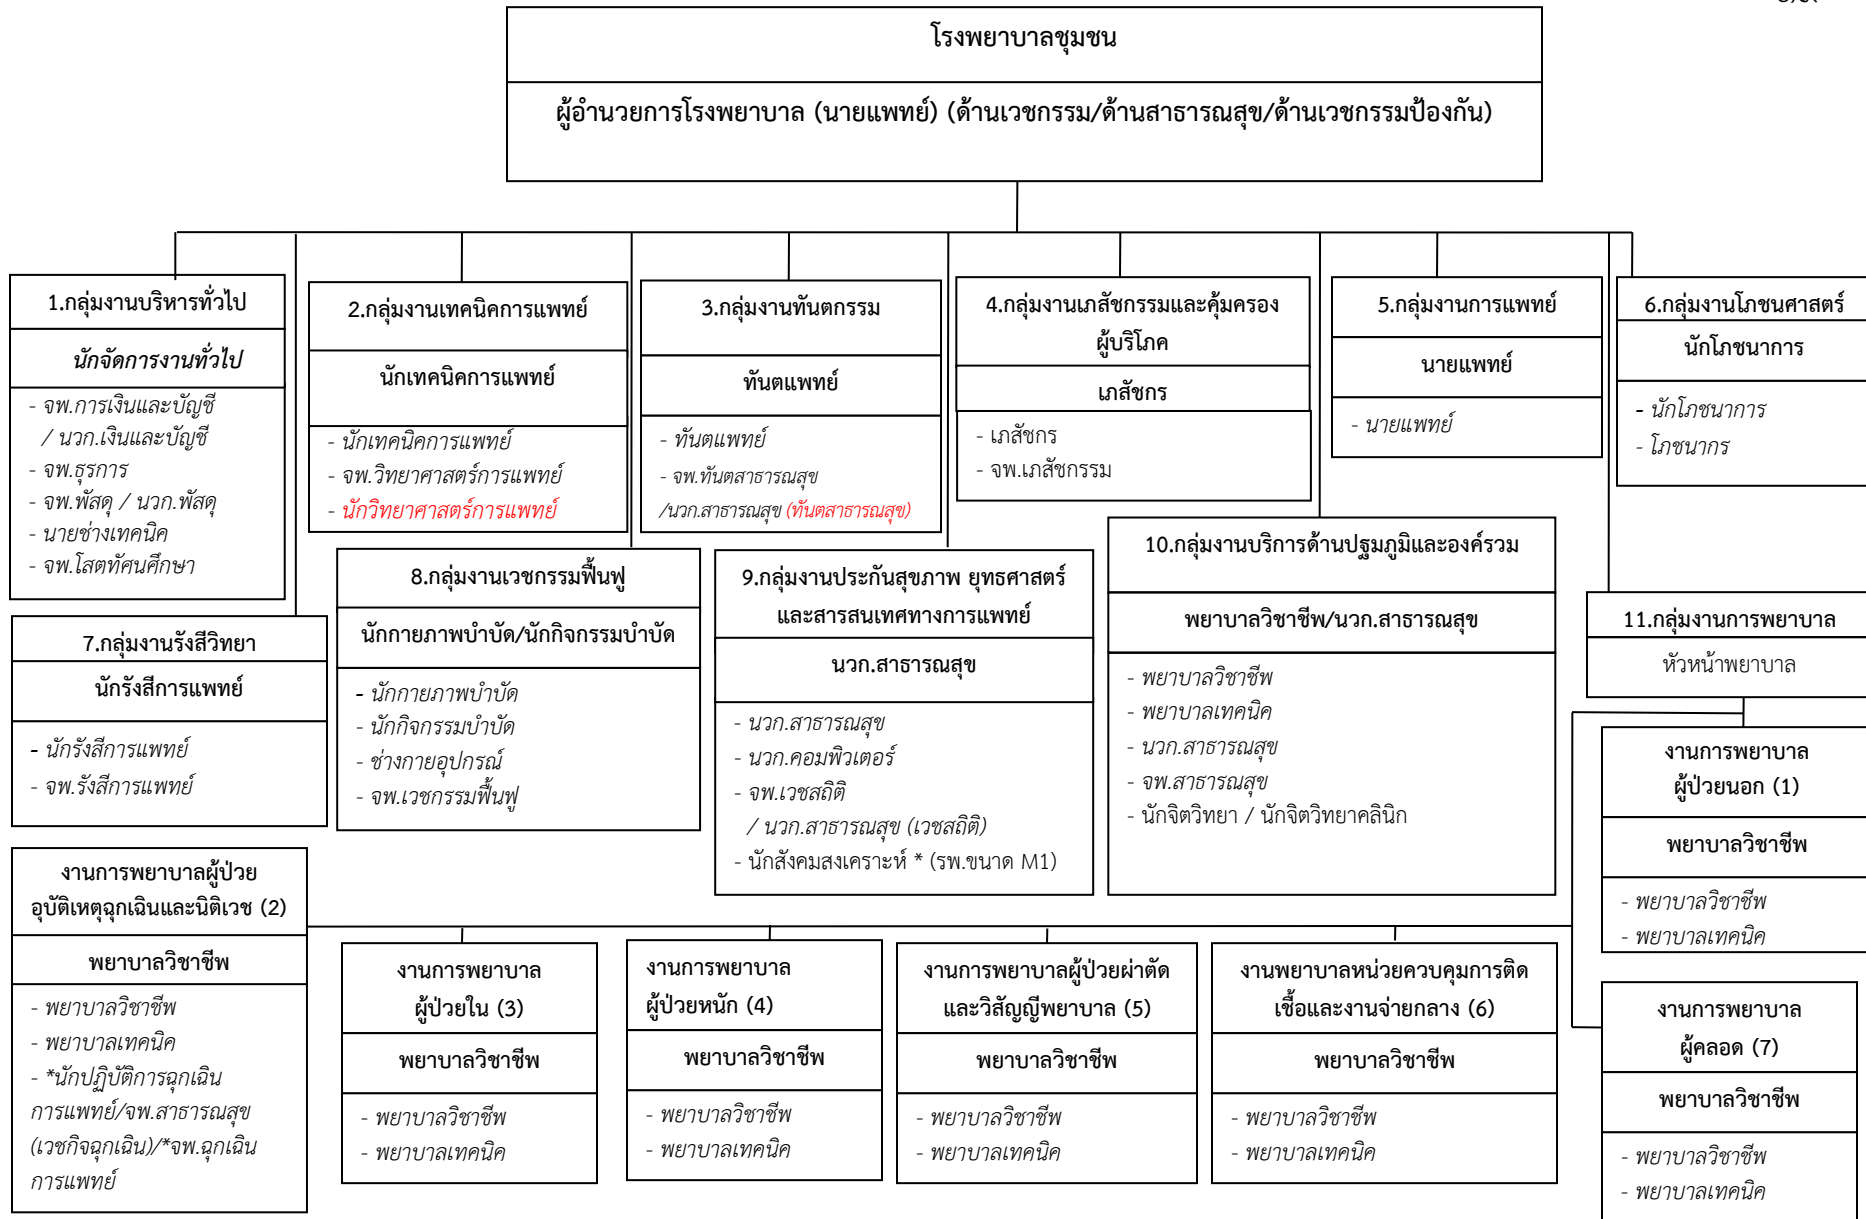 โรงพยาบาลชุมชน
ผู้อำนวยการโรงพยาบาล (นายแพทย์) (ด้านเวชกรรม/ด้านสาธารณสุข/ด้านเวชกรรมป้องกัน)
1.กลุ่มงานบริหารทั่วไป
นักจัดการงานทั่วไป
- จพ.การเงินและบัญชี
/ นวก.เงินและบัญชี
- จพ.ธุรการ
- จพ.พัสดุ / นวก.พัสดุ
- นายช่างเทคนิค
- จพ.โสตทัศนศึกษา
2.กลุ่มงานเทคนิคการแพทย์
นักเทคนิคการแพทย์
- นักเทคนิคการแพทย์
- จพ.วิทยาศาสตร์การแพทย์
- นักวิทยาศาสตร์การแพทย์
3.กลุ่มงานทันตกรรม
ทันตแพทย์
- ทันตแพทย์
- จพ.ทันตสาธารณสุข
/นวก.สาธารณสุข (ทันตสาธารณสุข)
4.กลุ่มงานเภสัชกรรมและคุ้มครอง
ผู้บริโภค
เภสัชกร
- เภสัชกร
- จพ.เภสัชกรรม
5.กลุ่มงานการแพทย์
นายแพทย์
- นายแพทย์
6.กลุ่มงานโภชนศาสตร์
นักโภชนาการ
- นักโภชนาการ
- โภชนากร
7.กลุ่มงานรังสีวิทยา
นักรังสีการแพทย์
- นักรังสีการแพทย์
- จพ.รังสีการแพทย์
8.กลุ่มงานเวชกรรมฟื้นฟู
นักกายภาพบำบัด/นักกิจกรรมบำบัด
- นักกายภาพบำบัด
- นักกิจกรรมบำบัด
- ช่างกายอุปกรณ์
- จพ.เวชกรรมฟื้นฟู
9.กลุ่มงานประกันสุขภาพ ยุทธศาสตร์
และสารสนเทศทางการแพทย์
นวก.สาธารณสุข
- นวก.สาธารณสุข
- นวก.คอมพิวเตอร์
- จพ.เวชสถิติ
/ นวก.สาธารณสุข (เวชสถิติ)
- นักสังคมสงเคราะห์ * (รพ.ขนาด M1)
10.กลุ่มงานบริการด้านปฐมภูมิและองค์รวม
พยาบาลวิชาชีพ/นวก.สาธารณสุข
- พยาบาลวิชาชีพ
- พยาบาลเทคนิค
- นวก.สาธารณสุข
- จพ.สาธารณสุข
- นักจิตวิทยา / นักจิตวิทยาคลินิก
11.กลุ่มงานการพยาบาล
หัวหน้าพยาบาล
งานการพยาบาล
ผู้ป่วยนอก (1)
พยาบาลวิชาชีพ
- พยาบาลวิชาชีพ
- พยาบาลเทคนิค
งานการพยาบาลผู้ป่วย
อุบัติเหตุฉุกเฉินและนิติเวช (2)
พยาบาลวิชาชีพ
- พยาบาลวิชาชีพ
- พยาบาลเทคนิค
- *นักปฏิบัติการฉุกเฉิน
การแพทย์/จพ.สาธารณสุข
(เวชกิจฉุกเฉิน)/*จพ.ฉุกเฉิน
การแพทย์
งานการพยาบาล
ผู้ป่วยใน (3)
พยาบาลวิชาชีพ
- พยาบาลวิชาชีพ
- พยาบาลเทคนิค
งานการพยาบาล
ผู้ป่วยหนัก (4)
พยาบาลวิชาชีพ
- พยาบาลวิชาชีพ
- พยาบาลเทคนิค
งานการพยาบาลผู้ป่วยผ่าตัด
และวิสัญญีพยาบาล (5)
พยาบาลวิชาชีพ
- พยาบาลวิชาชีพ
- พยาบาลเทคนิค
งานพยาบาลหน่วยควบคุมการติด
เชื้อและงานจ่ายกลาง (6)
พยาบาลวิชาชีพ
- พยาบาลวิชาชีพ
- พยาบาลเทคนิค
งานการพยาบาล
ผู้คลอด (7)
พยาบาลวิชาชีพ
- พยาบาลวิชาชีพ
- พยาบาลเทคนิค